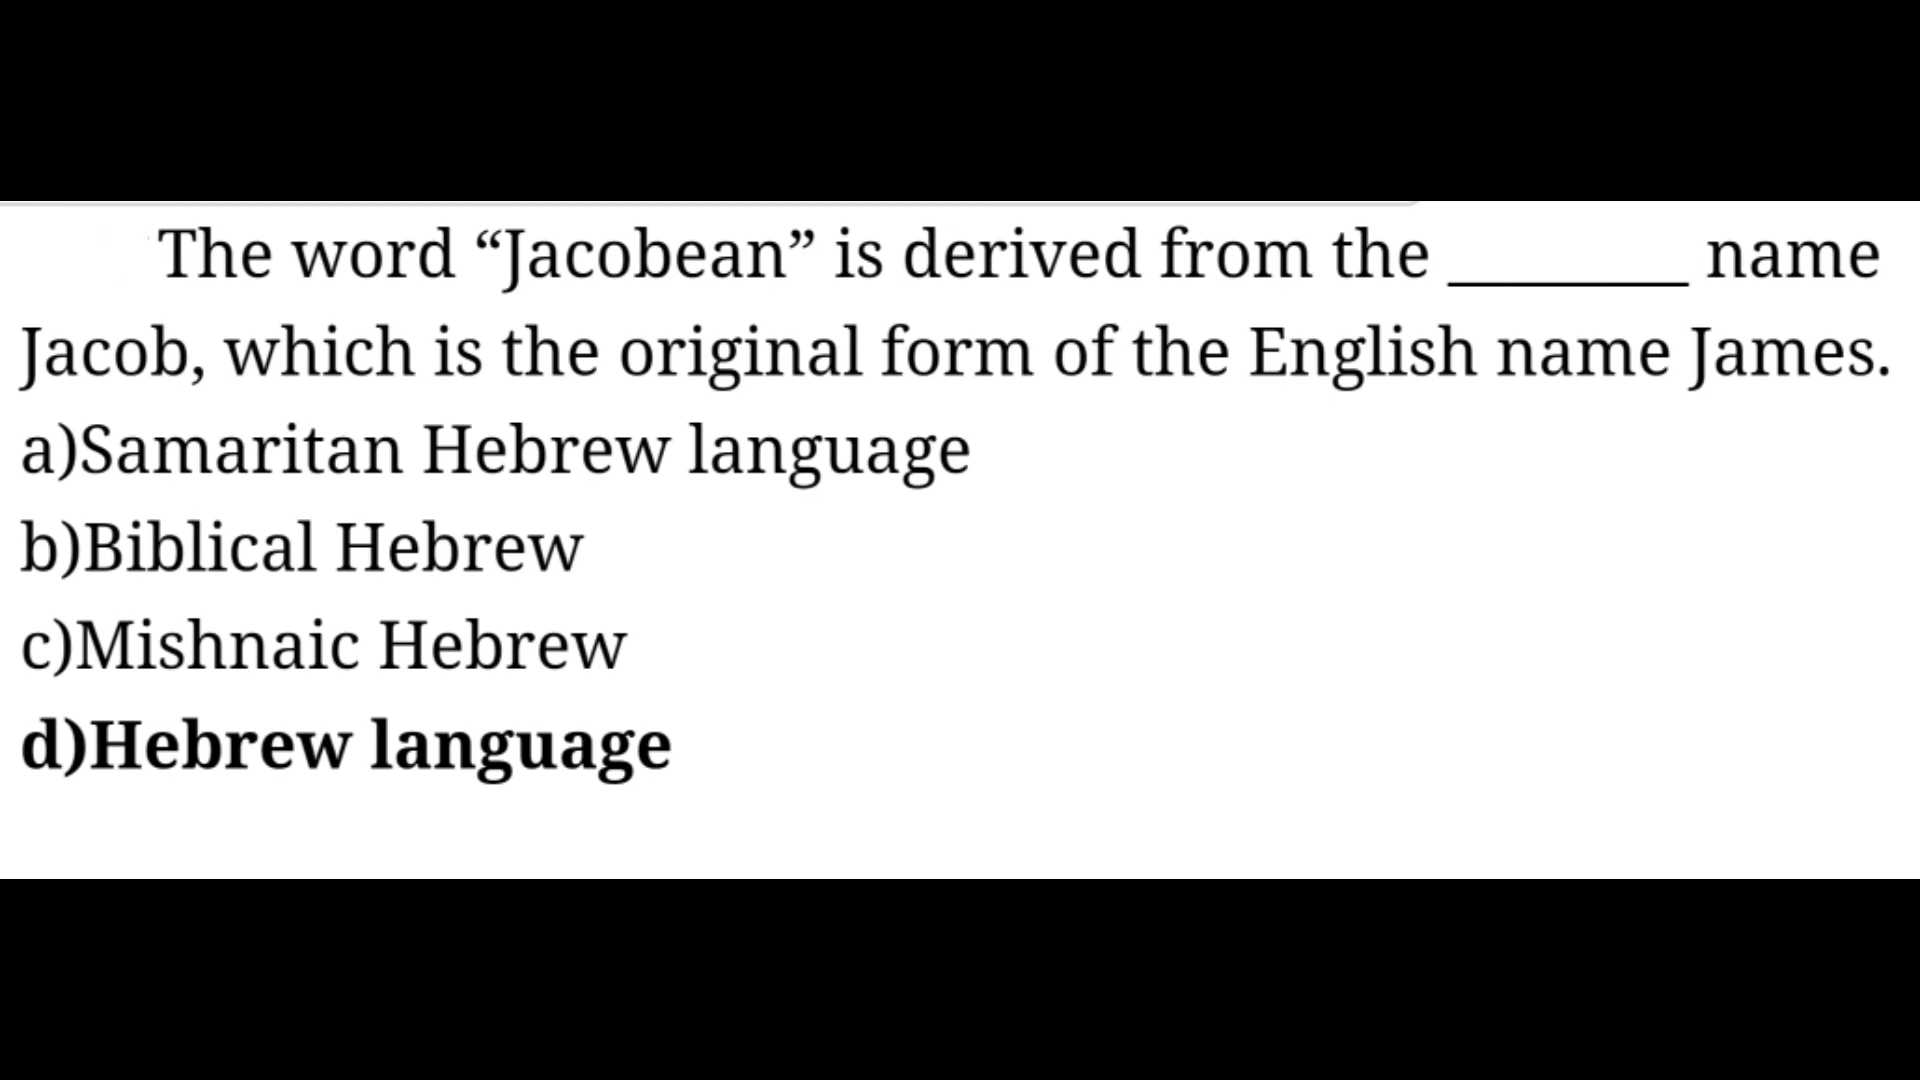 The word “Jacobean” is derived from the ________ name
Jacob, which is the original form of the English name James.
a)Samaritan Hebrew language
b)Biblical Hebrew
c)Mishnaic Hebrew
d)Hebrew language